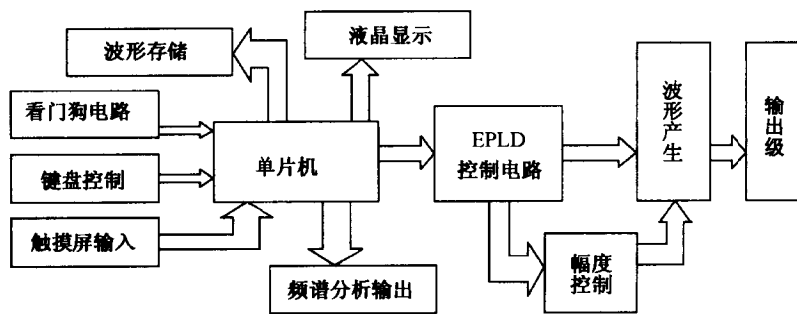 波形存储
液晶显示
看门狗电路
键盘控制
触摸屏输入
单片机
EPLD
控制电路
波形产生
输出级
幅度
控制
频谱分析输出